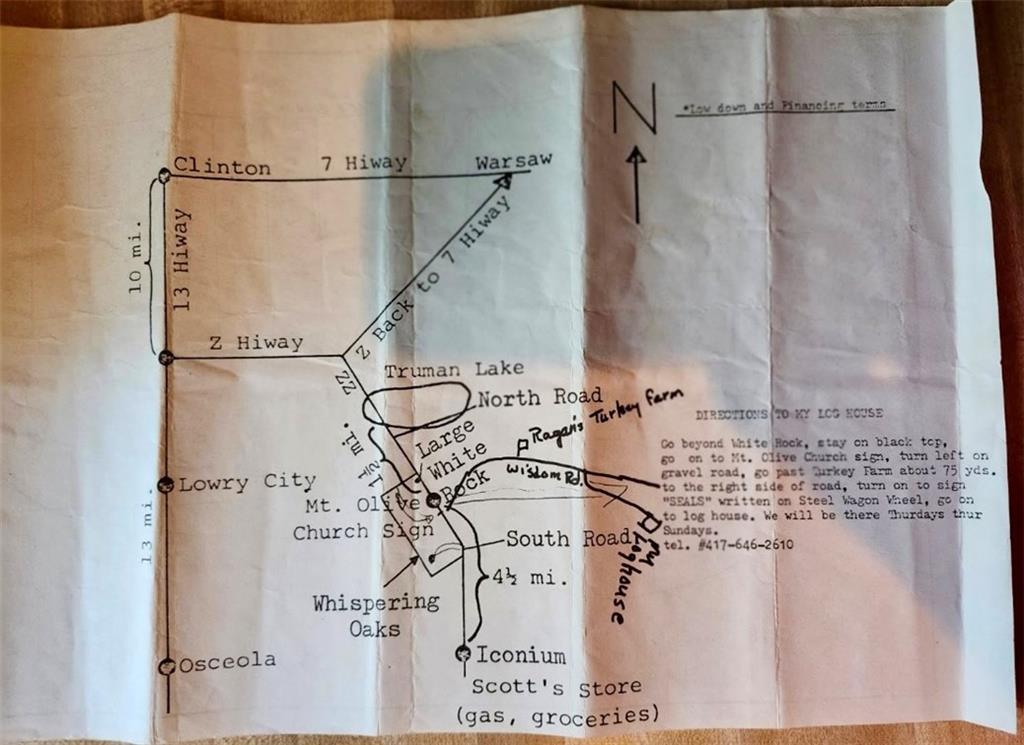 N
*Low down and Financing terms
Clinton
7 Hiway
Warsaw
10 mi.
13 Hiway
Z Back to 7 Hiway
Z Hiway
ZZ
Truman Lake
North Road
Ragan's Turkey Farm
mi.
Large
White
Rock
Wisdom Rd.
Lowry City
Mt. Olive
Church Sign
13 mi.
South Road
4½ mi.
my
Loghouse
Whispering
Oaks
Osceola
Iconium
Scott's Store
(gas, groceries)
DIRECTIONS TO MY LOG HOUSE
Go beyond White Rock, stay on black top,
go on to Mt. Olive Church sign, turn left on
gravel road, go past Turkey Farm about 75 yds.
to the right side of road, turn on to sign
"SEALS" written on Steel Wagon Wheel, go on
to log house. We will be there Thurdays thur
Sundays.
tel. #417-646-2610